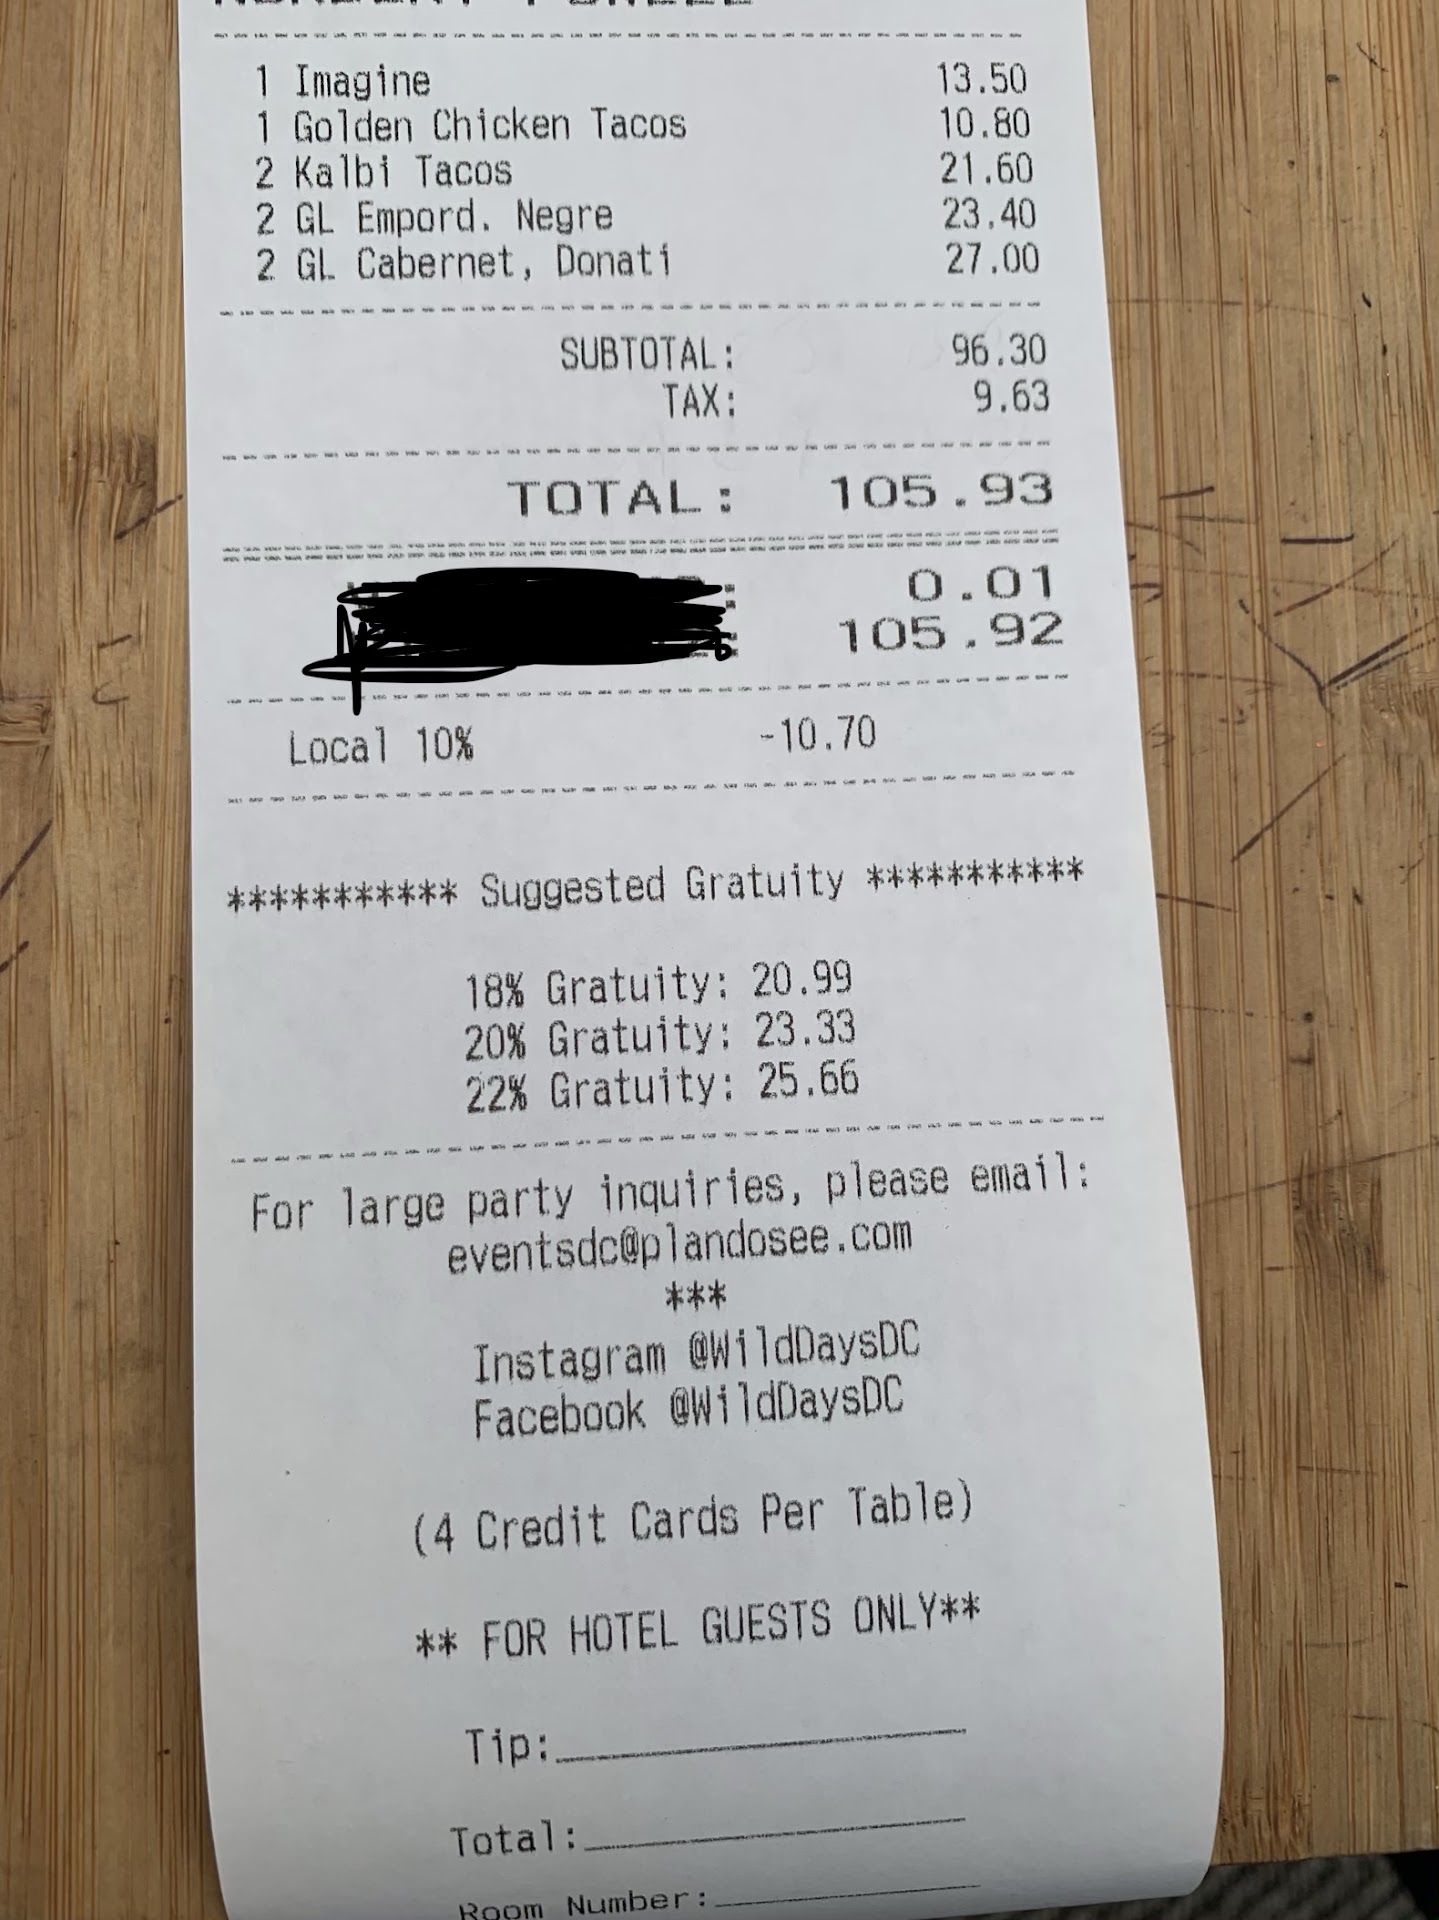 1 Imagine 13.50
1 Golden Chicken Tacos 10.80
2 Kalbi Tacos 21.60
2 GL Empord. Negre 23.40
2 GL Cabernet, Donati 27.00
SUBTOTAL: 96.30
TAX: 9.63
TOTAL: 105.93
0.01
105.92
Local 10% -10.70
*********** Suggested Gratuity ***********
18% Gratuity: 20.99
20% Gratuity: 23.33
22% Gratuity: 25.66
For large party inquiries, please email:
eventsdc@plandosee.com
***
Instagram @WildDaysDC
Facebook @WildDaysDC
(4 Credit Cards Per Table)
** FOR HOTEL GUESTS ONLY**
Tip:
Total:
Room Number: